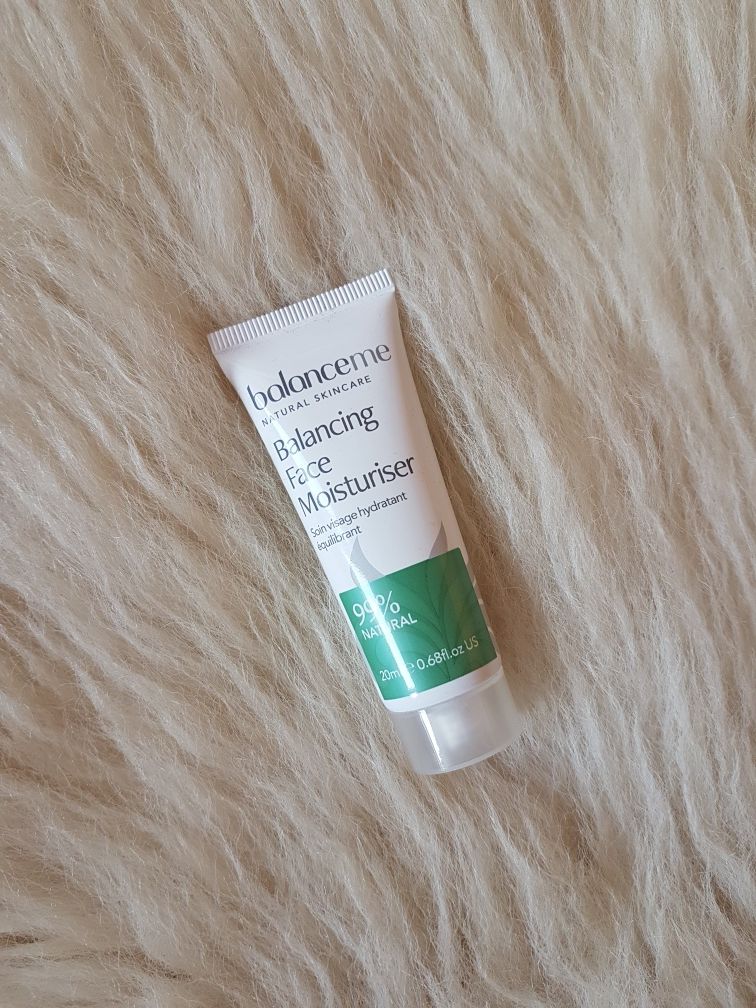 balanceme
NATURAL SKINCARE
Balancing
Face
Moisturiser
Soin visage hydratant
équilibrant
99%
NATURAL
20ml e 0.68fl.oz US